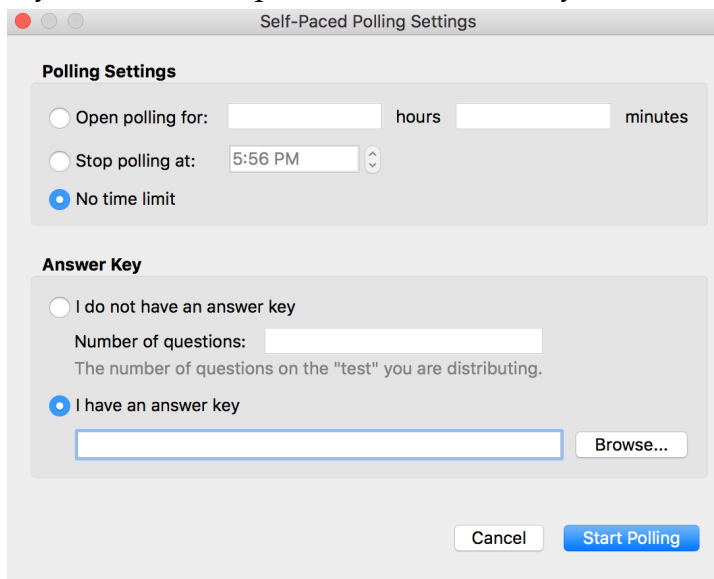 Self-Paced Polling Settings
Polling Settings
Open polling for: hours minutes
Stop polling at: 5:56 PM
No time limit
Answer Key
I do not have an answer key
Number of questions:
The number of questions on the "test" you are distributing.
I have an answer key
Browse...
Cancel Start Polling